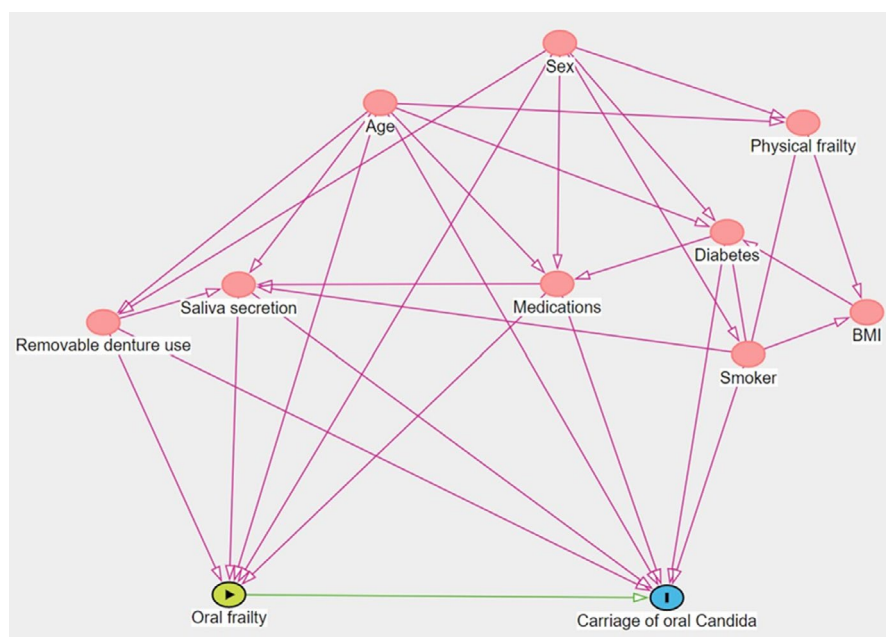 Sex
Age
Physical frailty
Diabetes
Saliva secretion
Medications
BMI
Removable denture use
Smoker
Oral frailty
Carriage of oral Candida